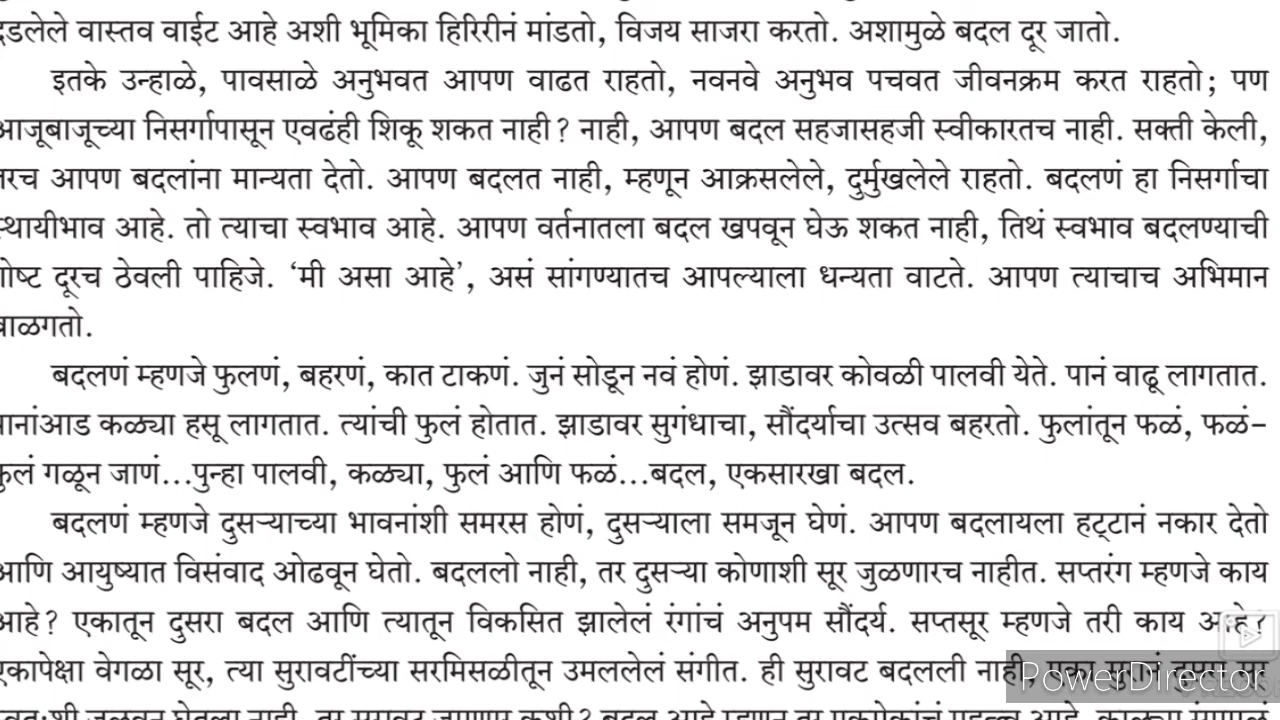 दडलेले वास्तव वाईट आहे अशी भूमिका हिरिरीनं मांडतो, विजय साजरा करतो. अशामुळे बदल दूर जातो.
इतके उन्हाळे, पावसाळे अनुभवत आपण वाढत राहतो, नवनवे अनुभव पचवत जीवनक्रम करत राहतो; पण
आजूबाजूच्या निसर्गापासून एवढंही शिकू शकत नाही? नाही, आपण बदल सहजासहजी स्वीकारतच नाही. सक्ती केली,
तरच आपण बदलांना मान्यता देतो. आपण बदलत नाही, म्हणून आक्रसलेले, दुर्मुखलेले राहतो. बदलणं हा निसर्गाचा
स्थायीभाव आहे. तो त्याचा स्वभाव आहे. आपण वर्तनातला बदल खपवून घेऊ शकत नाही, तिथं स्वभाव बदलण्याची
गोष्ट दूरच ठेवली पाहिजे. ‘मी असा आहे’, असं सांगण्यातच आपल्याला धन्यता वाटते. आपण त्याचाच अभिमान
बाळगतो.
बदलणं म्हणजे फुलणं, बहरणं, कात टाकणं. जुनं सोडून नवं होणं. झाडावर कोवळी पालवी येते. पानं वाढू लागतात.
पानांआड कळ्या हसू लागतात. त्यांची फुलं होतात. झाडावर सुगंधाचा, सौंदर्याचा उत्सव बहरतो. फुलांतून फळं, फळं–
फुलं गळून जाणं...पुन्हा पालवी, कळ्या, फुलं आणि फळं...बदल, एकसारखा बदल.
बदलणं म्हणजे दुसऱ्याच्या भावनांशी समरस होणं, दुसऱ्याला समजून घेणं. आपण बदलायला हट्टानं नकार देतो
आणि आयुष्यात विसंवाद ओढवून घेतो. बदललो नाही, तर दुसऱ्या कोणाशी सूर जुळणारच नाहीत. सप्तरंग म्हणजे काय
आहे? एकातून दुसरा बदल आणि त्यातून विकसित झालेलं रंगांचं अनुपम सौंदर्य. सप्तसूर म्हणजे तरी काय आहे?
एकापेक्षा वेगळा सूर, त्या सुरावटींच्या सरमिसळीतून उमललेलं संगीत. ही सुरावट बदलली नाही,
PowerDirector